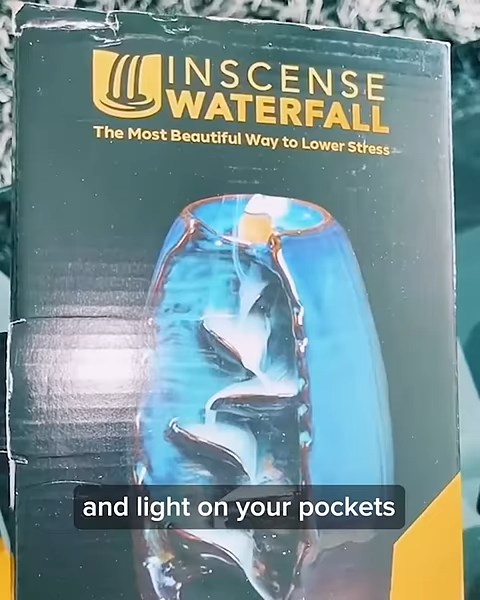 INSCENSE
WATERFALL
The Most Beautiful Way to Lower Stress
and light on your pockets